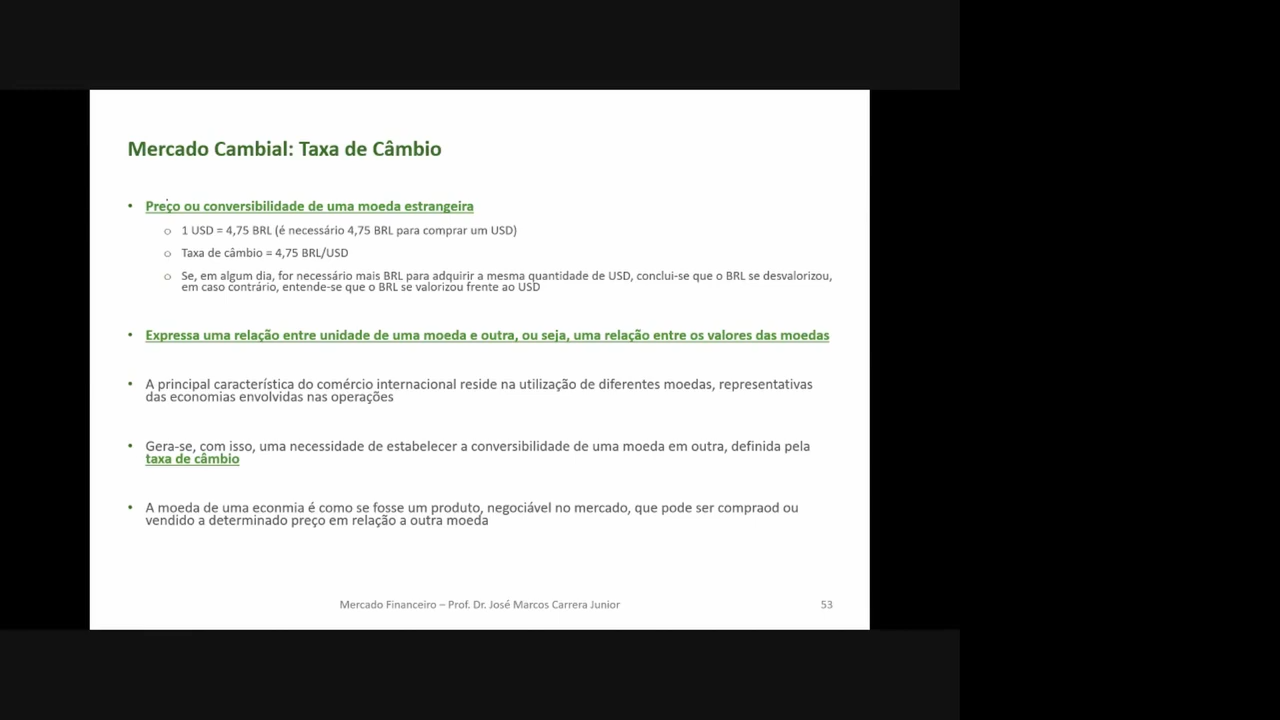 Mercado Cambial: Taxa de Câmbio
• Preço ou conversibilidade de uma moeda estrangeira
o 1 USD = 4,75 BRL (é necessário 4,75 BRL para comprar um USD)
o Taxa de câmbio = 4,75 BRL/USD
o Se, em algum dia, for necessário mais BRL para adquirir a mesma quantidade de USD, conclui-se que o BRL se desvalorizou,
em caso contrário, entende-se que o BRL se valorizou frente ao USD
• Expressa uma relação entre unidade de uma moeda e outra, ou seja, uma relação entre os valores das moedas
• A principal característica do comércio internacional reside na utilização de diferentes moedas, representativas
das economias envolvidas nas operações
• Gera-se, com isso, uma necessidade de estabelecer a conversibilidade de uma moeda em outra, definida pela
taxa de câmbio
• A moeda de uma econmia é como se fosse um produto, negociável no mercado, que pode ser compraod ou
vendido a determinado preço em relação a outra moeda
Mercado Financeiro – Prof. Dr. José Marcos Carrera Junior
53